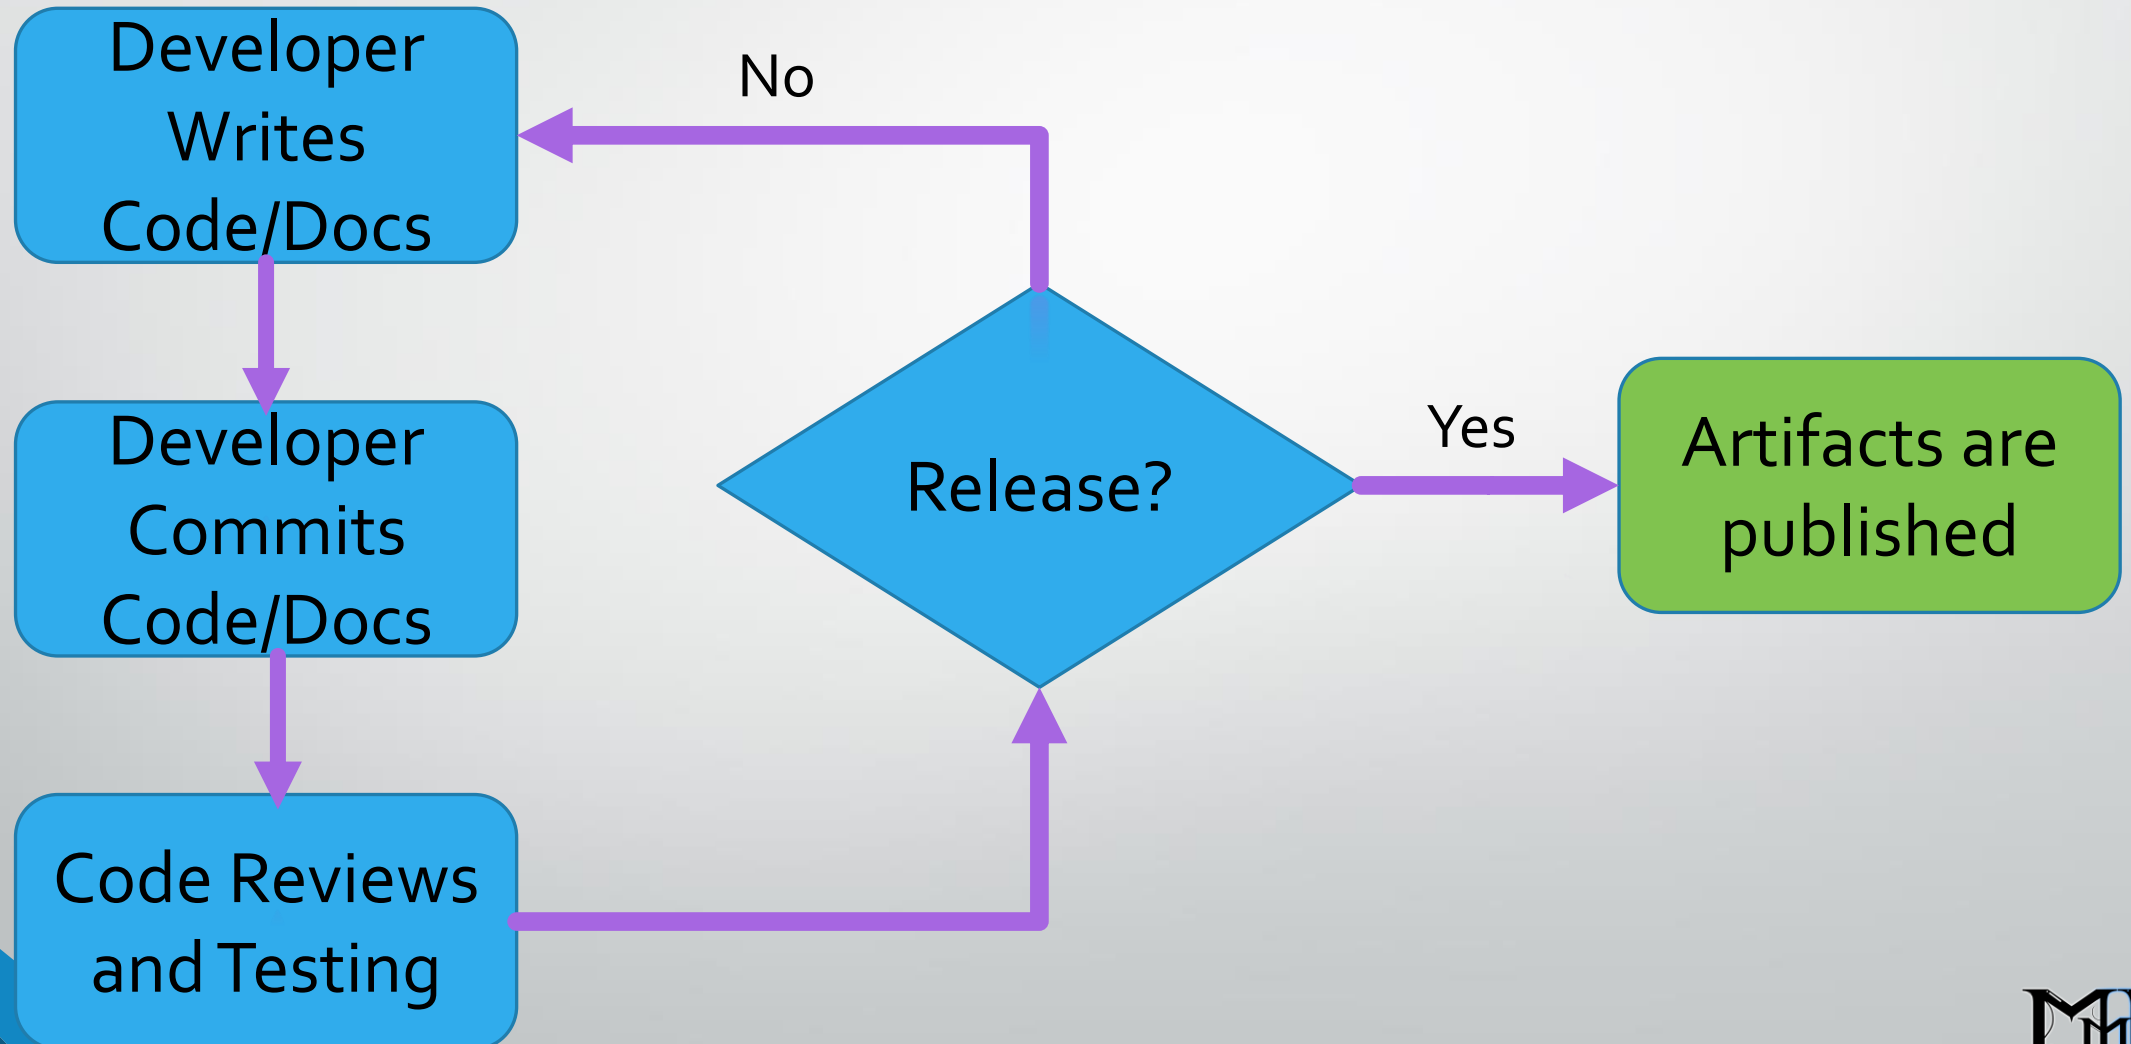 Developer
Writes
Code/Docs
No
Developer
Commits
Code/Docs
Release?
Yes
Artifacts are
published
Code Reviews
and Testing